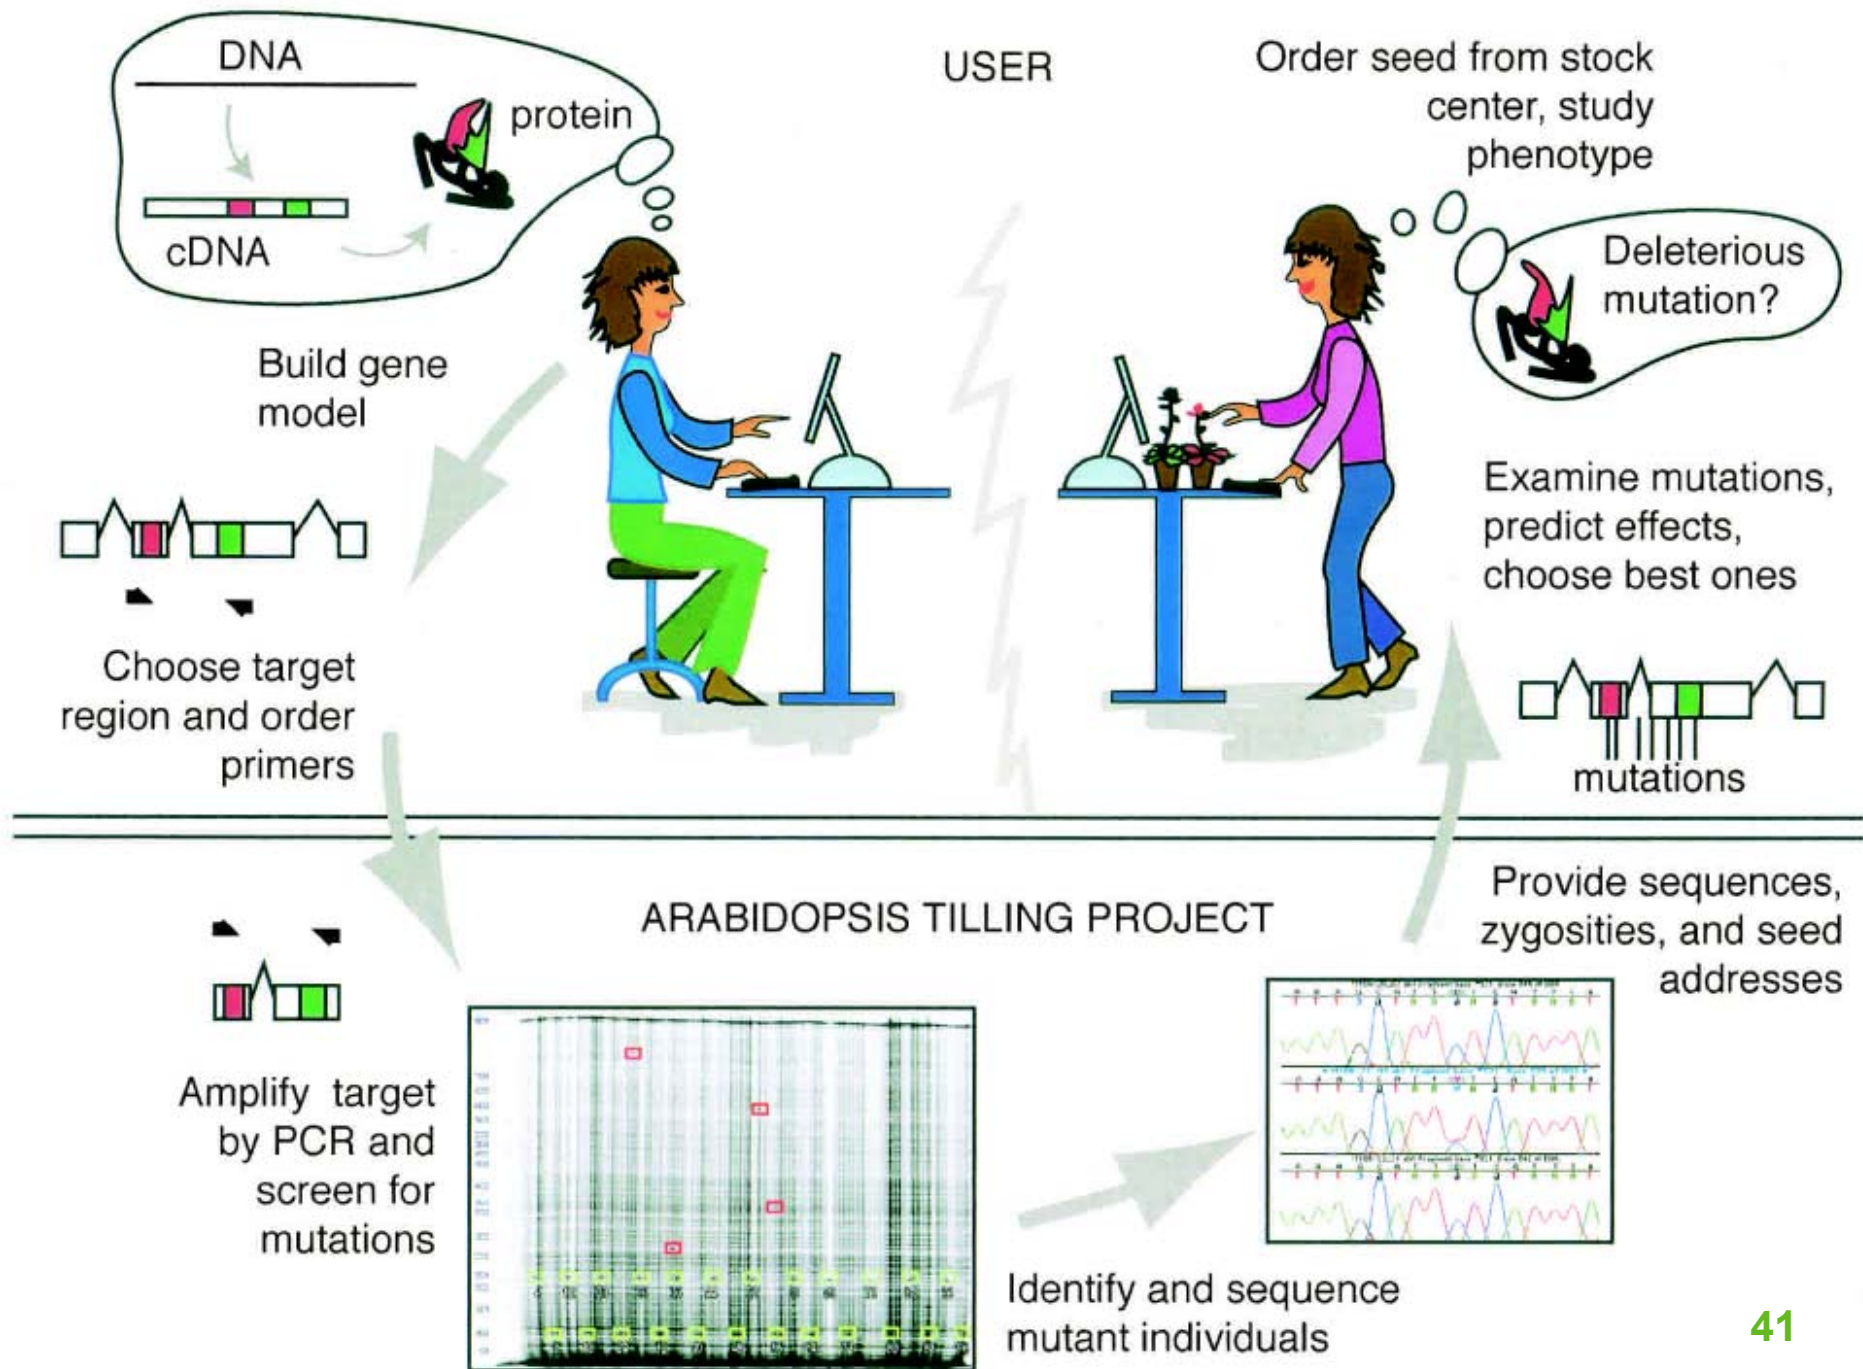 DNA
protein
cDNA
USER
Order seed from stock
center, study
phenotype
Deleterious
mutation?
Build gene
model
Examine mutations,
predict effects,
choose best ones
Choose target
region and order
primers
mutations
ARABIDOPSIS TILLING PROJECT
Provide sequences,
zygosities, and seed
addresses
Amplify target
by PCR and
screen for
mutations
Identify and sequence
mutant individuals
41